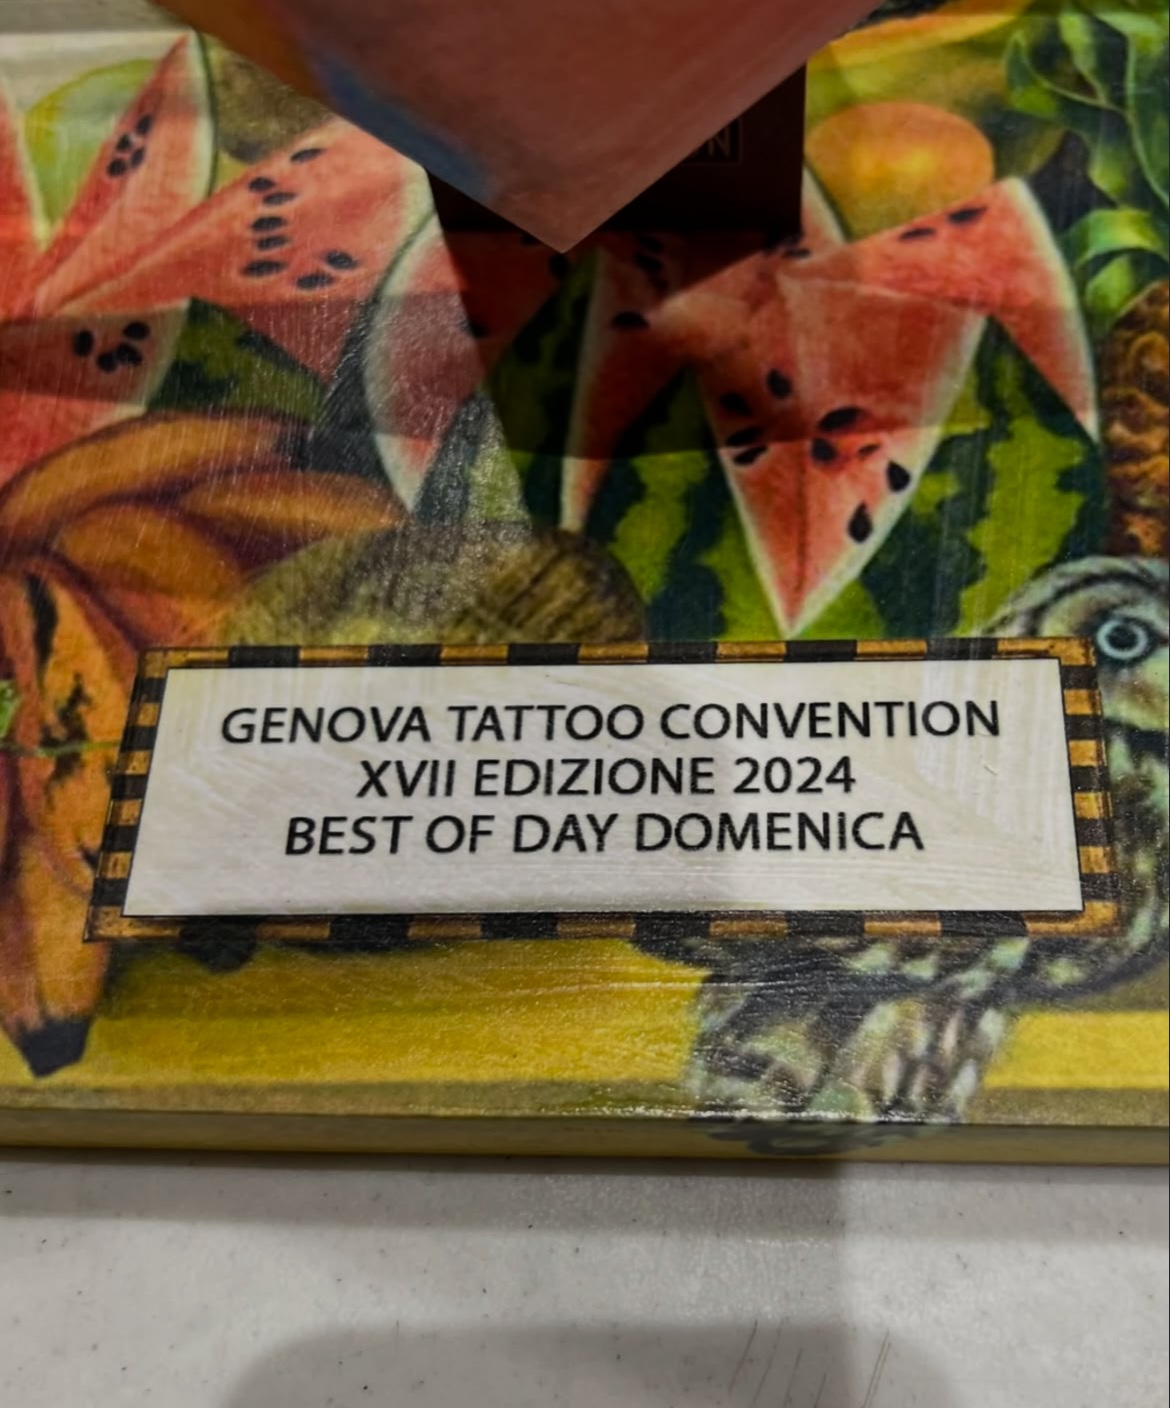 GENOVA TATTOO CONVENTION
XVII EDIZIONE 2024
BEST OF DAY DOMENICA